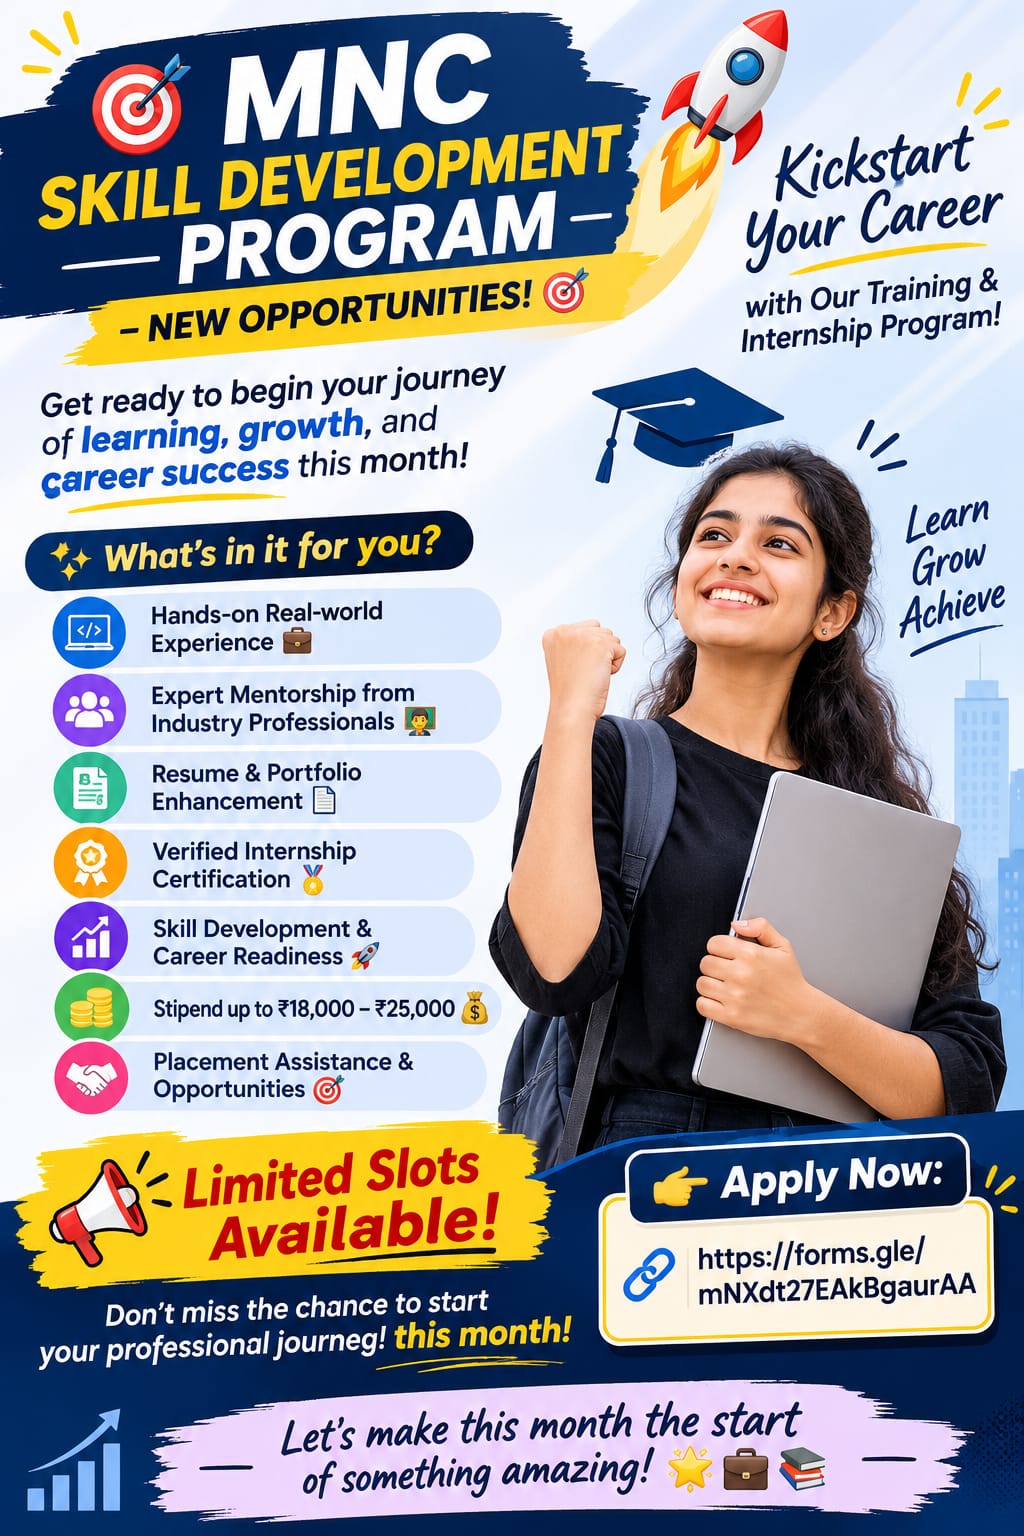 MNC
SKILL DEVELOPMENT
PROGRAM
– NEW OPPORTUNITIES!
Kickstart
Your Career
with Our Training &
Internship Program!
Get ready to begin your journey
of learning, growth, and
career success this month!
Learn
Grow
Achieve
What's in it for you?
</>
Hands-on Real-world
Experience
Expert Mentorship from
Industry Professionals
Resume & Portfolio
Enhancement
Verified Internship
Certification
Skill Development &
Career Readiness
Stipend up to ₹18,000 – ₹25,000
Placement Assistance &
Opportunities
Limited Slots
Available!
Don't miss the chance to start
your professional journeg! this month!
Apply Now:
https://forms.gle/
mNXdt27EAkBgaurAA
Let's make this month the start
of something amazing!